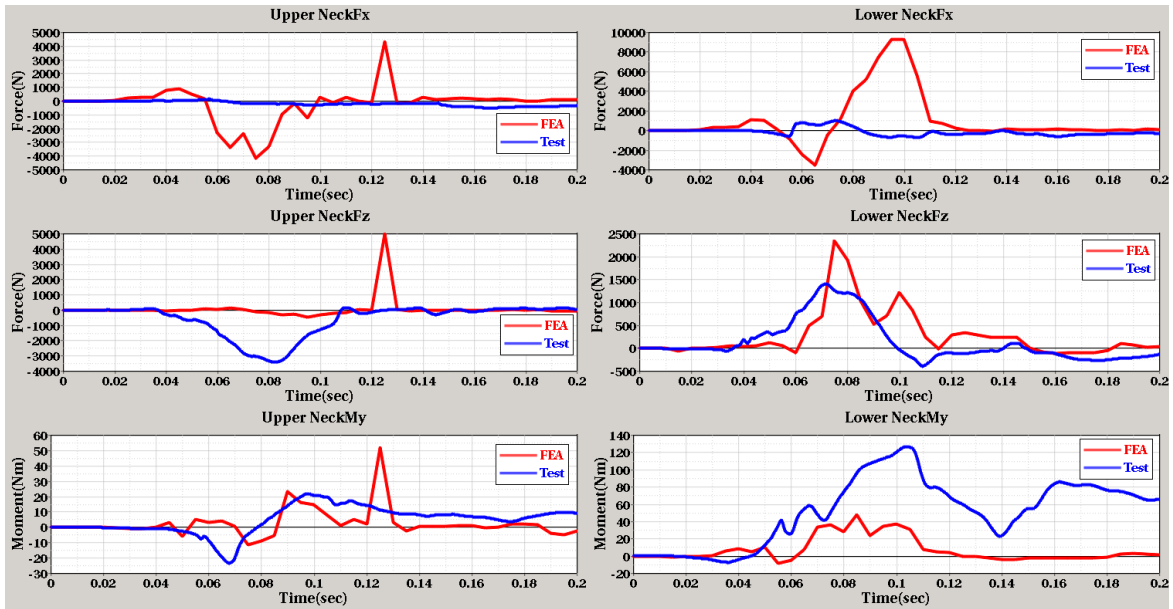 Upper NeckFx
Force(N)
5000
4000
3000
2000
1000
0
-1000
-2000
-3000
-4000
-5000
FEA
Test
0 0.02 0.04 0.06 0.08 0.1 0.12 0.14 0.16 0.18 0.2
Time(sec)
Lower NeckFx
Force(N)
10000
8000
6000
4000
2000
0
-2000
-4000
FEA
Test
0 0.02 0.04 0.06 0.08 0.1 0.12 0.14 0.16 0.18 0.2
Time(sec)
Upper NeckFz
Force(N)
5000
4000
3000
2000
1000
0
-1000
-2000
-3000
-4000
FEA
Test
0 0.02 0.04 0.06 0.08 0.1 0.12 0.14 0.16 0.18 0.2
Time(sec)
Lower NeckFz
Force(N)
2500
2000
1500
1000
500
0
-500
FEA
Test
0 0.02 0.04 0.06 0.08 0.1 0.12 0.14 0.16 0.18 0.2
Time(sec)
Upper NeckMy
Moment(Nm)
60
50
40
30
20
10
0
-10
-20
-30
FEA
Test
0 0.02 0.04 0.06 0.08 0.1 0.12 0.14 0.16 0.18 0.2
Time(sec)
Lower NeckMy
Moment(Nm)
140
120
100
80
60
40
20
0
-20
FEA
Test
0 0.02 0.04 0.06 0.08 0.1 0.12 0.14 0.16 0.18 0.2
Time(sec)